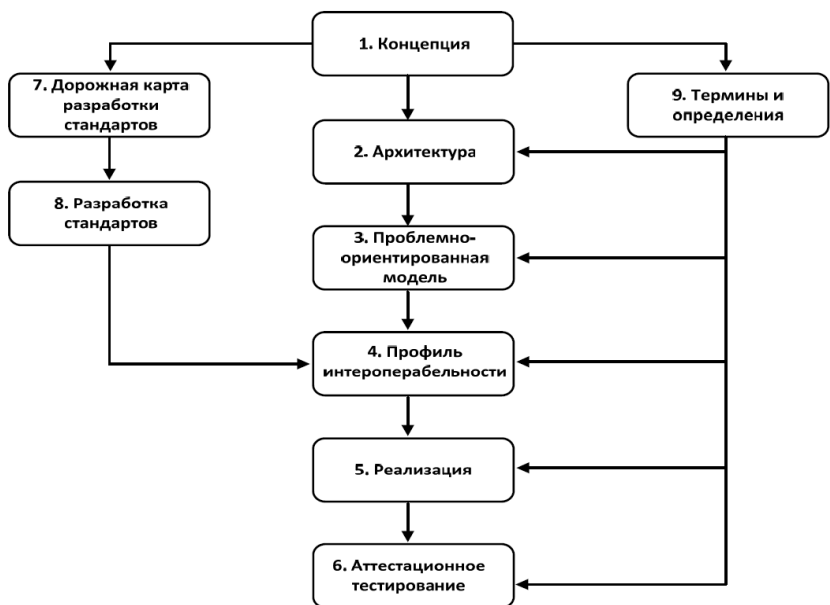 1. Концепция
7. Дорожная карта
разработки
стандартов
9. Термины и
определения
2. Архитектура
8. Разработка
стандартов
3. Проблемно-
ориентированная
модель
4. Профиль
интероперабельности
5. Реализация
6. Аттестационное
тестирование